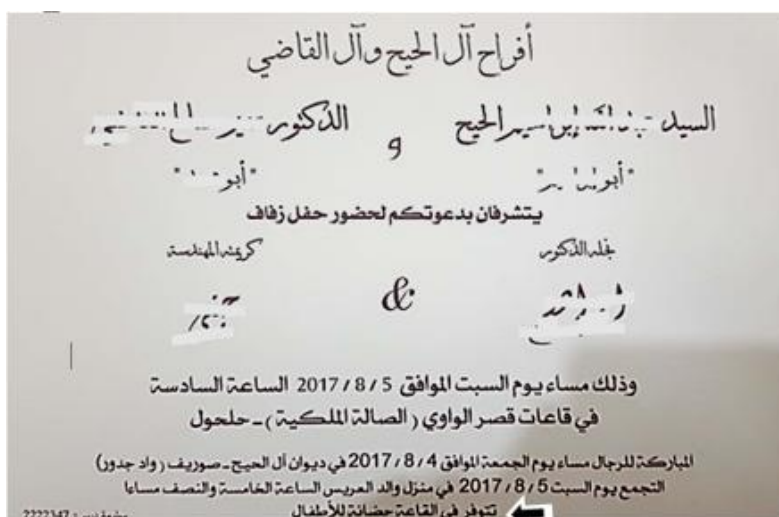 أفراح آل الحيح وآل القاضي
السيد الحيح و الدكتور
"أبو "أبو
يتشرفان بدعوتكم لحضور حفل زفاف
نجله الدكتور كريمته المهندسة
&
وذلك مساء يوم السبت الموافق 2017/8/5 الساعة السادسة
في قاعات قصر الواوي (الصالة الملكية) - حلحول
المباركة للرجال مساء يوم الجمعة الموافق 2017/8/4 في ديوان آل الحيح - صوريف (واد جدور)
التجمع يوم السبت 2017/8/5 في منزل والد العريس الساعة الخامسة والنصف مساءا
تتوفر في القاعة حضانة للأطفال